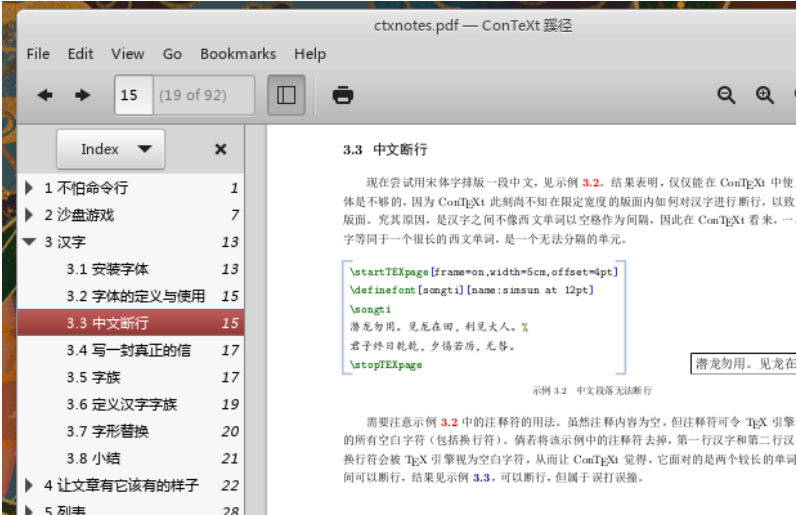 ctxnotes.pdf — ConTeXt 蹊径
File Edit View Go Bookmarks Help
15 (19 of 92)
Index
1 不怕命令行 1
2 沙盘游戏 7
3 汉字 13
3.1 安装字体 13
3.2 字体的定义与使用 15
3.3 中文断行 15
3.4 写一封真正的信 17
3.5 字族 17
3.6 定义汉字字族 19
3.7 字形替换 20
3.8 小结 21
4 让文章有它该有的样子 22
5 列表 28
3.3 中文断行
现在尝试用宋体字排版一段中文，见示例 3.2。结果表明，仅仅能在 ConTEXt 中使
体是不够的，因为 ConTEXt 此刻尚不知在限定宽度的版面内如何对汉字进行断行，以致
版面。究其原因，是汉字之间不像西文单词以空格作为间隔，因此在 ConTEXt 看来，一
字等同于一个很长的西文单词，是一个无法分隔的单元。
\startTEXpage[frame=on,width=5cm,offset=4pt]
\definefont[songti][name:simsun at 12pt]
\songti
潜龙勿用。见龙在田，利见大人。%
君子终日乾乾，夕惕若厉，无咎。
\stopTEXpage
潜龙勿用。见龙在
示例 3.2 中文段落无法断行
需要注意示例 3.2 中的注释符的用法。虽然注释内容为空，但注释符可令 TEX 引擎
的所有空白字符（包括换行符）。倘若将该示例中的注释符去掉，第一行汉字和第二行汉
换行符会被 TEX 引擎视为空白字符，从而让 ConTEXt 觉得，它面对的是两个较长的单词
间可以断行，结果见示例 3.3，可以断行，但属于误打误撞。